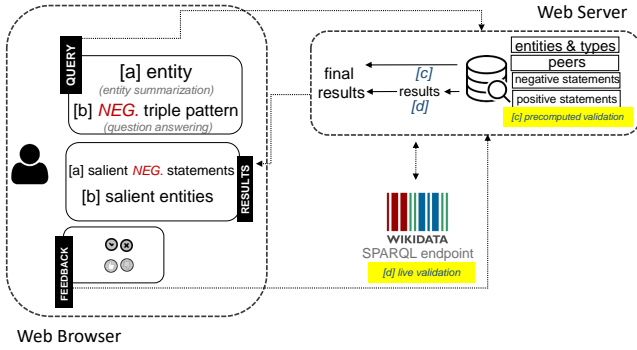 Web Server
QUERY
[a] entity
(entity summarization)
[b] NEG. triple pattern
(question answering)
final
results
[c]
results
[d]
entities & types
peers
negative statements
positive statements
[c] precomputed validation
[a] salient NEG. statements
[b] salient entities
RESULTS
WIKIDATA
SPARQL endpoint
[d] live validation
FEEDBACK
Web Browser